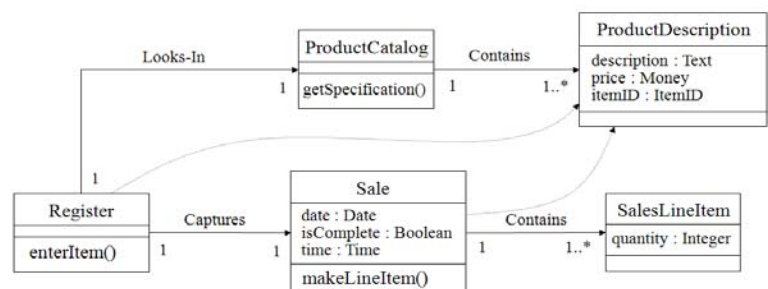 ProductDescription
description : Text
price : Money
itemID : ItemID
ProductCatalog
getSpecification()
Looks-In
Contains
1
1
1..*
1
Register
enterItem()
Captures
1
1
Sale
date : Date
isComplete : Boolean
time : Time
makeLineItem()
Contains
1
1..*
SalesLineItem
quantity : Integer